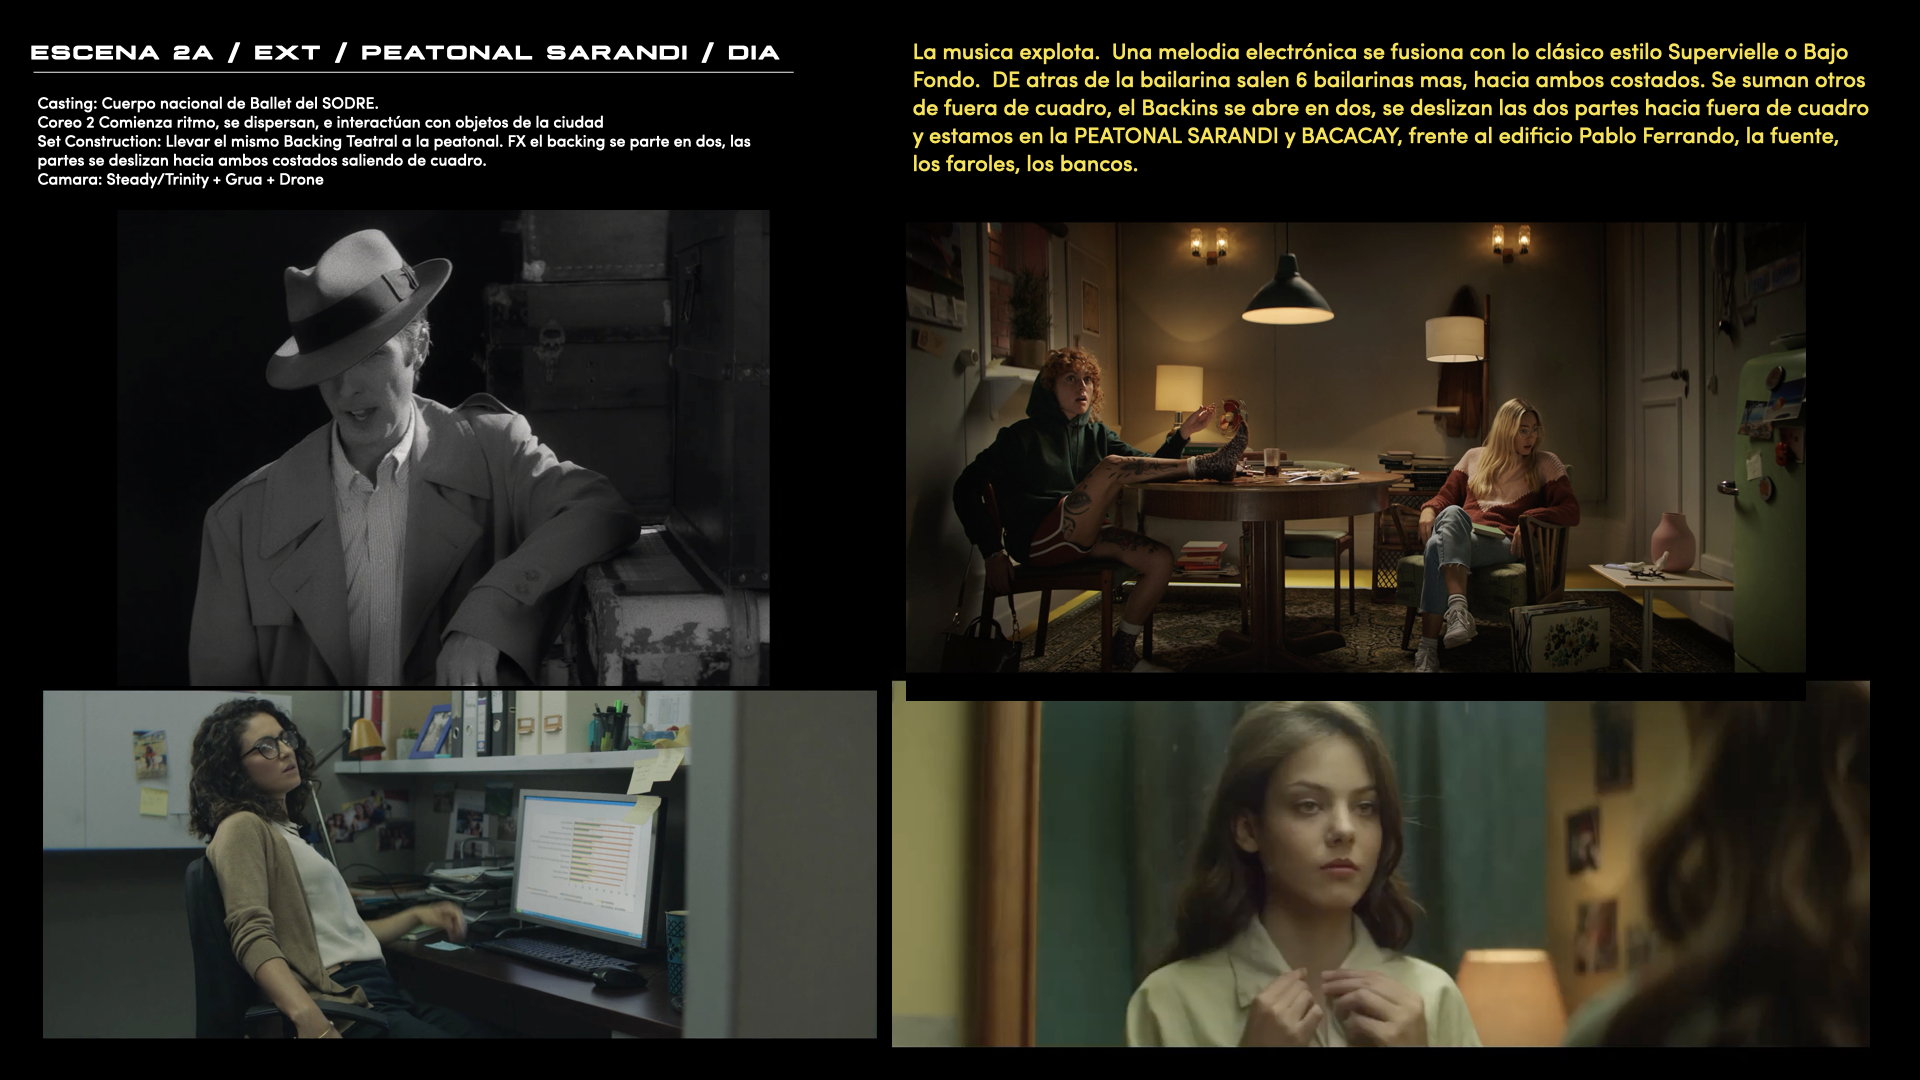 ESCENA 2A / EXT / PEATONAL SARANDI / DIA
Casting: Cuerpo nacional de Ballet del SODRE.
Coreo 2 Comienza ritmo, se dispersan, e interactúan con objetos de la ciudad
Set Construction: Llevar el mismo Backing Teatral a la peatonal. FX el backing se parte en dos, las
partes se deslizan hacia ambos costados saliendo de cuadro.
Camara: Steady/Trinity + Grua + Drone
La musica explota.  Una melodia electrónica se fusiona con lo clásico estilo Supervielle o Bajo
Fondo.  DE atras de la bailarina salen 6 bailarinas mas, hacia ambos costados. Se suman otros
de fuera de cuadro, el Backins se abre en dos, se deslizan las dos partes hacia fuera de cuadro
y estamos en la PEATONAL SARANDI y BACACAY, frente al edificio Pablo Ferrando, la fuente,
los faroles, los bancos.